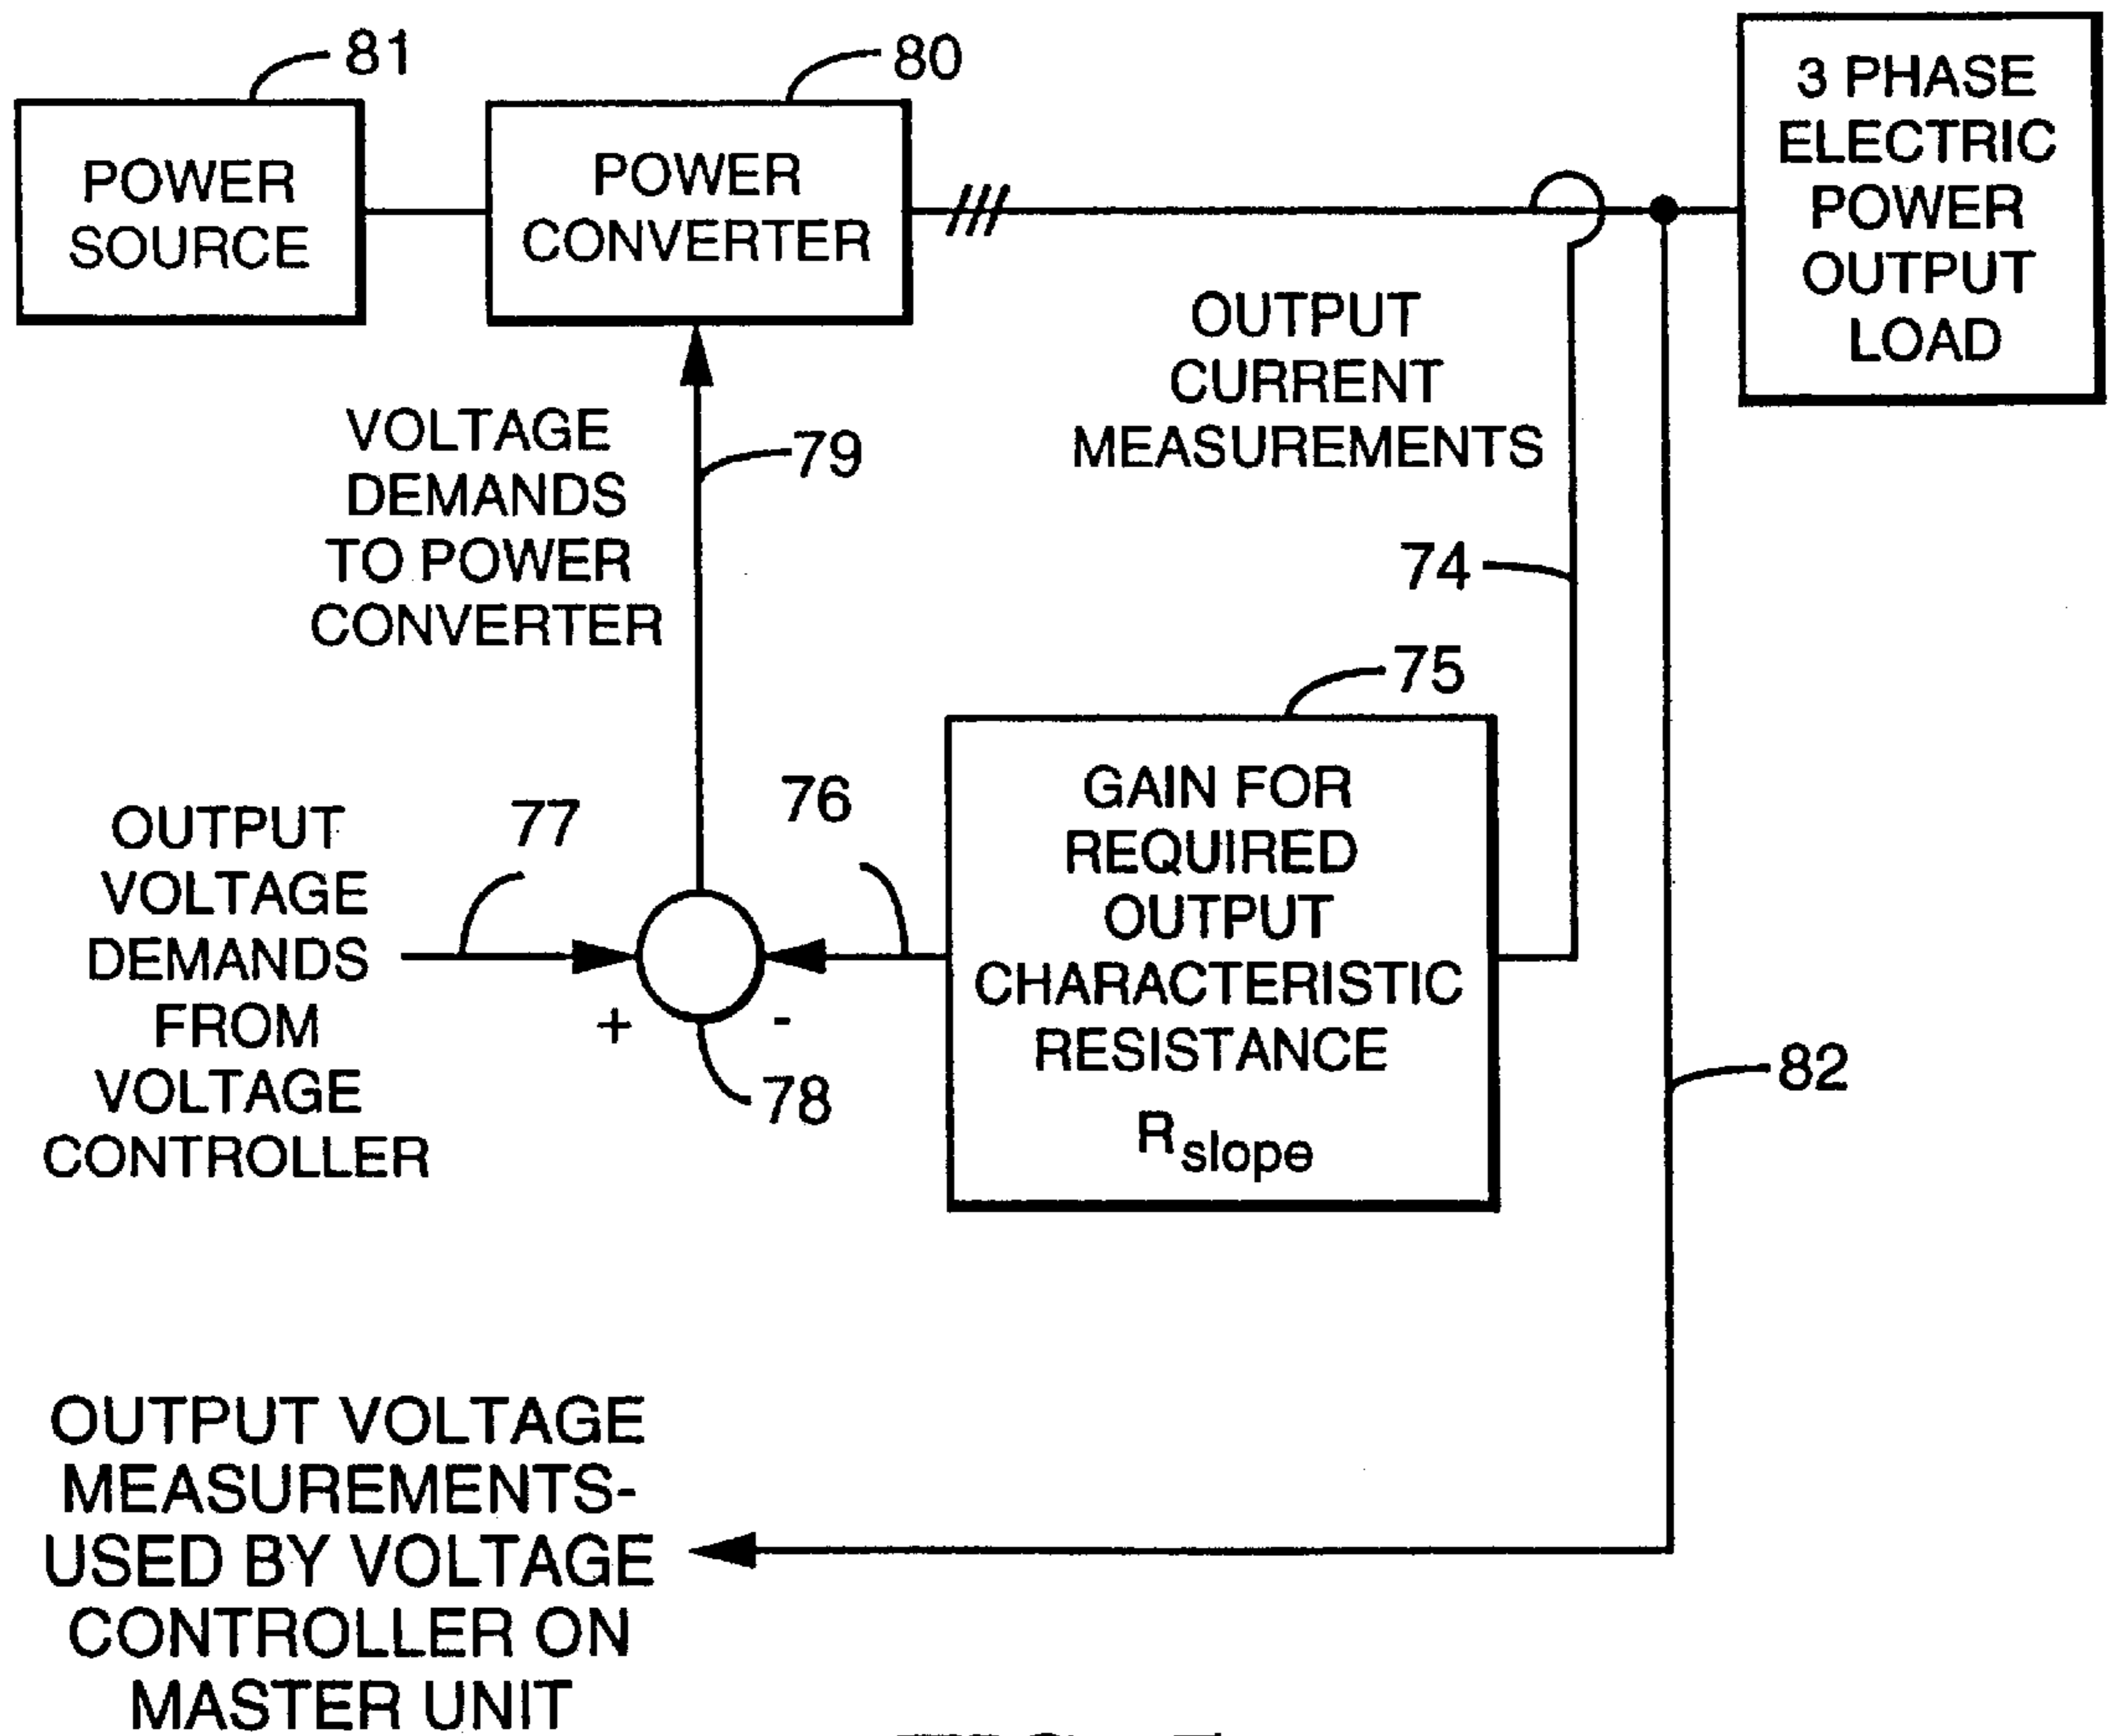 81
80
POWER
SOURCE
POWER
CONVERTER
3 PHASE
ELECTRIC
POWER
OUTPUT
LOAD
OUTPUT
CURRENT
MEASUREMENTS
VOLTAGE
DEMANDS
TO POWER
CONVERTER
79
74
75
GAIN FOR
REQUIRED
OUTPUT
CHARACTERISTIC
RESISTANCE
Rslope
76
77
OUTPUT
VOLTAGE
DEMANDS
FROM
VOLTAGE
CONTROLLER
+
-
78
82
OUTPUT VOLTAGE
MEASUREMENTS-
USED BY VOLTAGE
CONTROLLER ON
MASTER UNIT